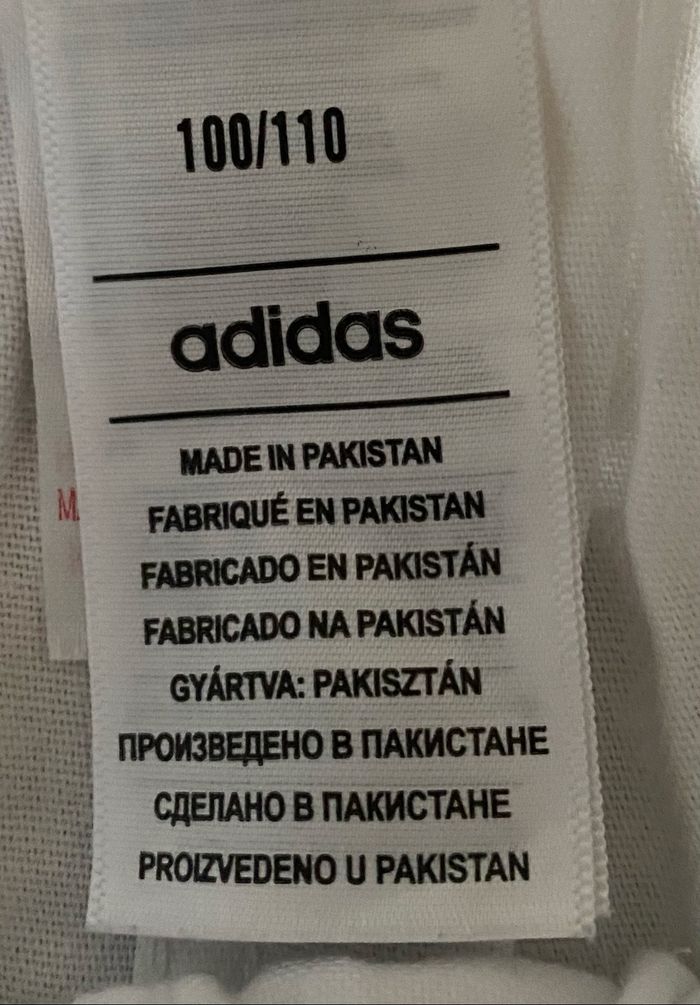 100/110
adidas
MADE IN PAKISTAN
FABRIQUÉ EN PAKISTAN
FABRICADO EN PAKISTÁN
FABRICADO NA PAKISTÁN
GYÁRTVA: PAKISZTÁN
ПРОИЗВЕДЕНО В ПАКИСТАНЕ
СДЕЛАНО В ПАКИСТАНЕ
PROIZVEDENO U PAKISTAN